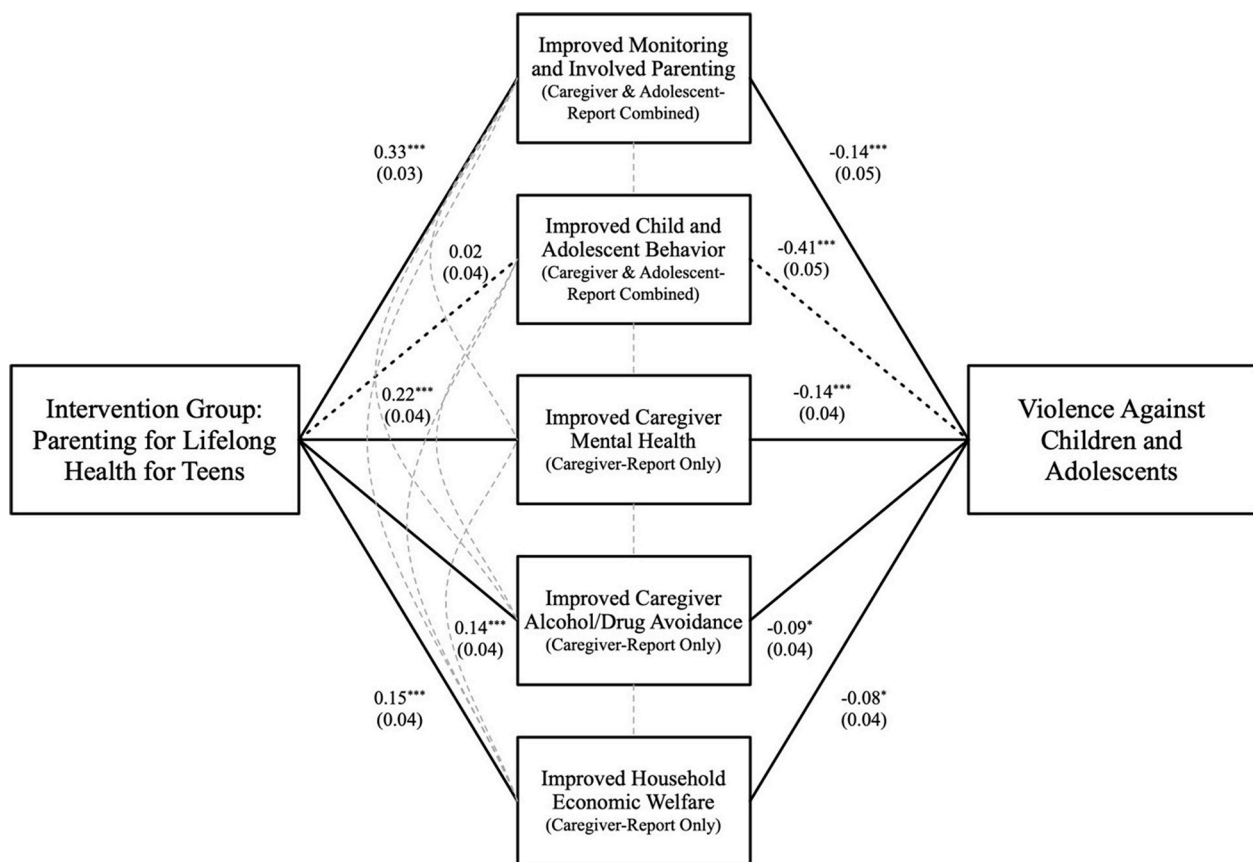 Improved Monitoring
and Involved Parenting
(Caregiver & Adolescent-
Report Combined)
0.33***
(0.03)
-0.14***
(0.05)
Improved Child and
Adolescent Behavior
(Caregiver & Adolescent-
Report Combined)
0.02
(0.04)
-0.41***
(0.05)
Intervention Group:
Parenting for Lifelong
Health for Teens
0.22***
(0.04)
Improved Caregiver
Mental Health
(Caregiver-Report Only)
-0.14***
(0.04)
Violence Against
Children and
Adolescents
Improved Caregiver
Alcohol/Drug Avoidance
(Caregiver-Report Only)
0.14***
(0.04)
-0.09*
(0.04)
0.15***
(0.04)
-0.08*
(0.04)
Improved Household
Economic Welfare
(Caregiver-Report Only)